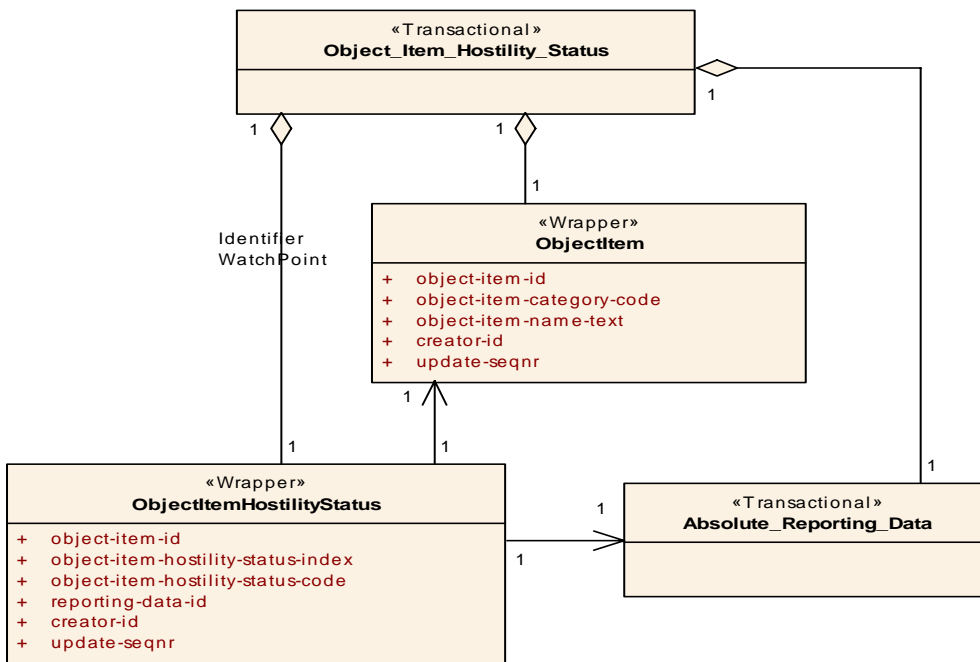 «Transactional»
Object_Item_Hostility_Status
1
1
1
1
Identifier
WatchPoint
«Wrapper»
ObjectItem
+ object-item-id
+ object-item-category-code
+ object-item-name-text
+ creator-id
+ update-seqnr
1
1
1
1
«Wrapper»
ObjectItemHostilityStatus
+ object-item-id
+ object-item-hostility-status-index
+ object-item-hostility-status-code
+ reporting-data-id
+ creator-id
+ update-seqnr
1
1
«Transactional»
Absolute_Reporting_Data